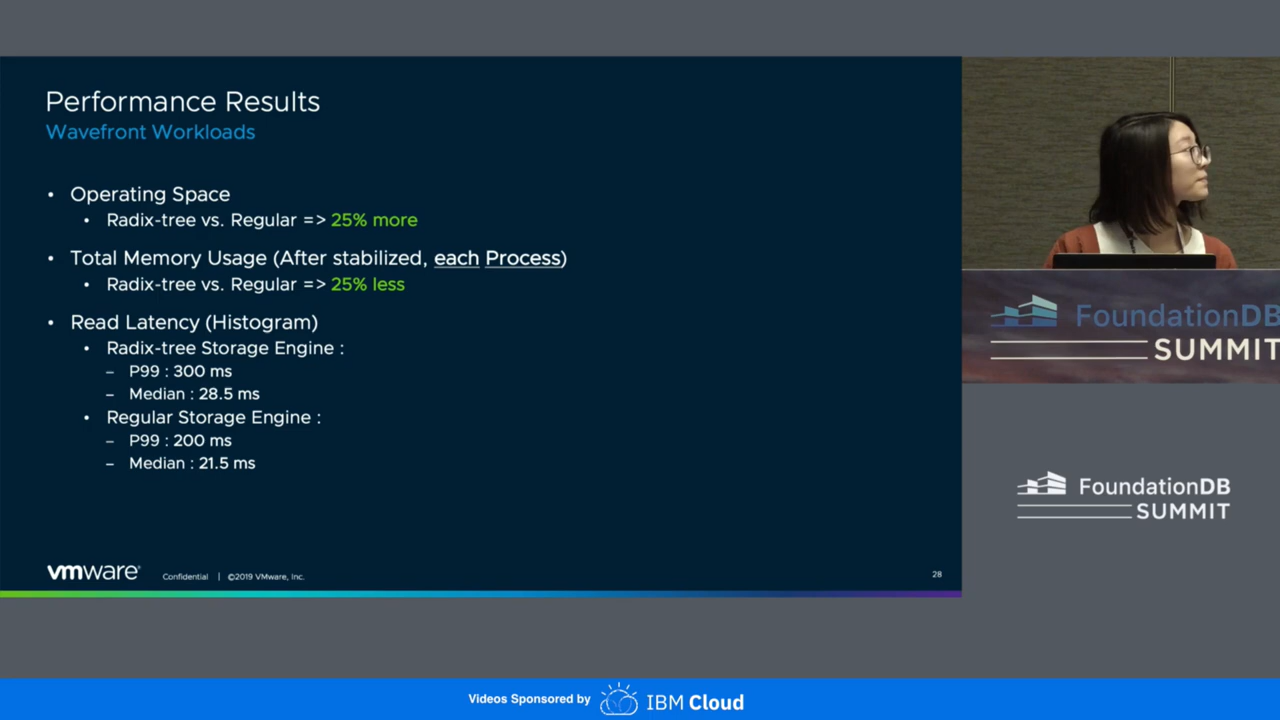 Performance Results
Wavefront Workloads
• Operating Space
• Radix-tree vs. Regular => 25% more
• Total Memory Usage (After stabilized, each Process)
• Radix-tree vs. Regular => 25% less
• Read Latency (Histogram)
• Radix-tree Storage Engine :
– P99 : 300 ms
– Median : 28.5 ms
• Regular Storage Engine :
– P99 : 200 ms
– Median : 21.5 ms
vmware® Confidential | ©2019 VMware, Inc. 28
FoundationDB
SUMMIT
FoundationDB
SUMMIT
Videos Sponsored by IBM Cloud